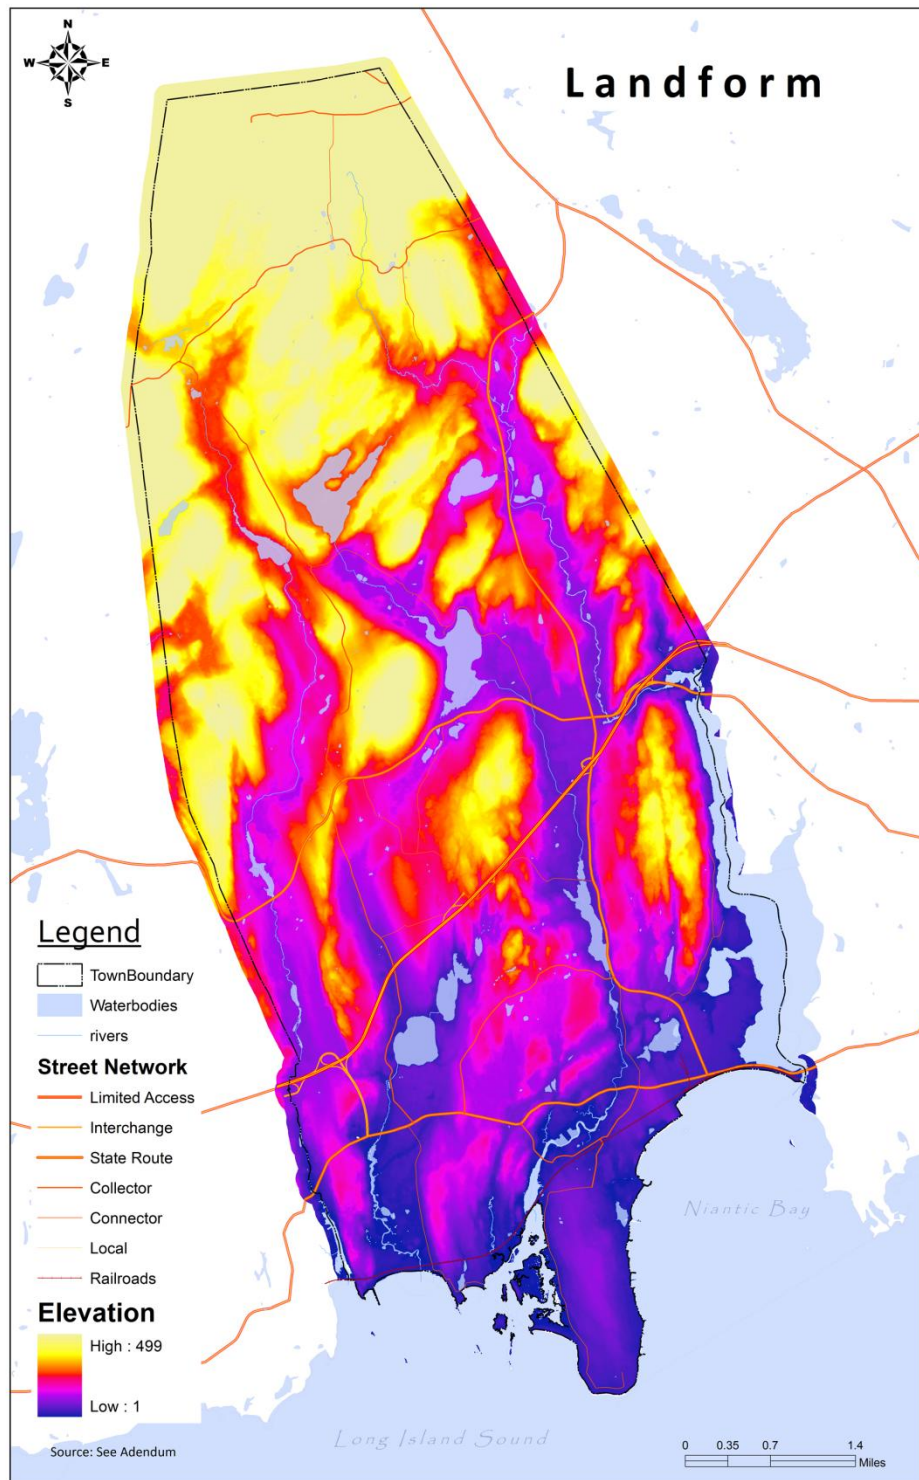 N
W E
S
Landform
Legend
TownBoundary
Waterbodies
rivers
Street Network
Limited Access
Interchange
State Route
Collector
Connector
Local
Railroads
Elevation
High : 499
Low : 1
Source: See Adendum
Niantic Bay
Long Island Sound
0 0.35 0.7 1.4
Miles